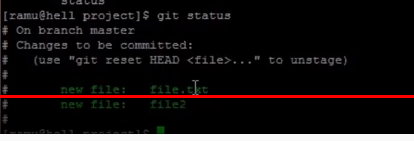 status
[ramu@hell project]$ git status
# On branch master
# Changes to be committed:
#   (use "git reset HEAD <file>..." to unstage)
#
#       new file:   file.txt
#       new file:   file2
#
[ramu@hell project]$